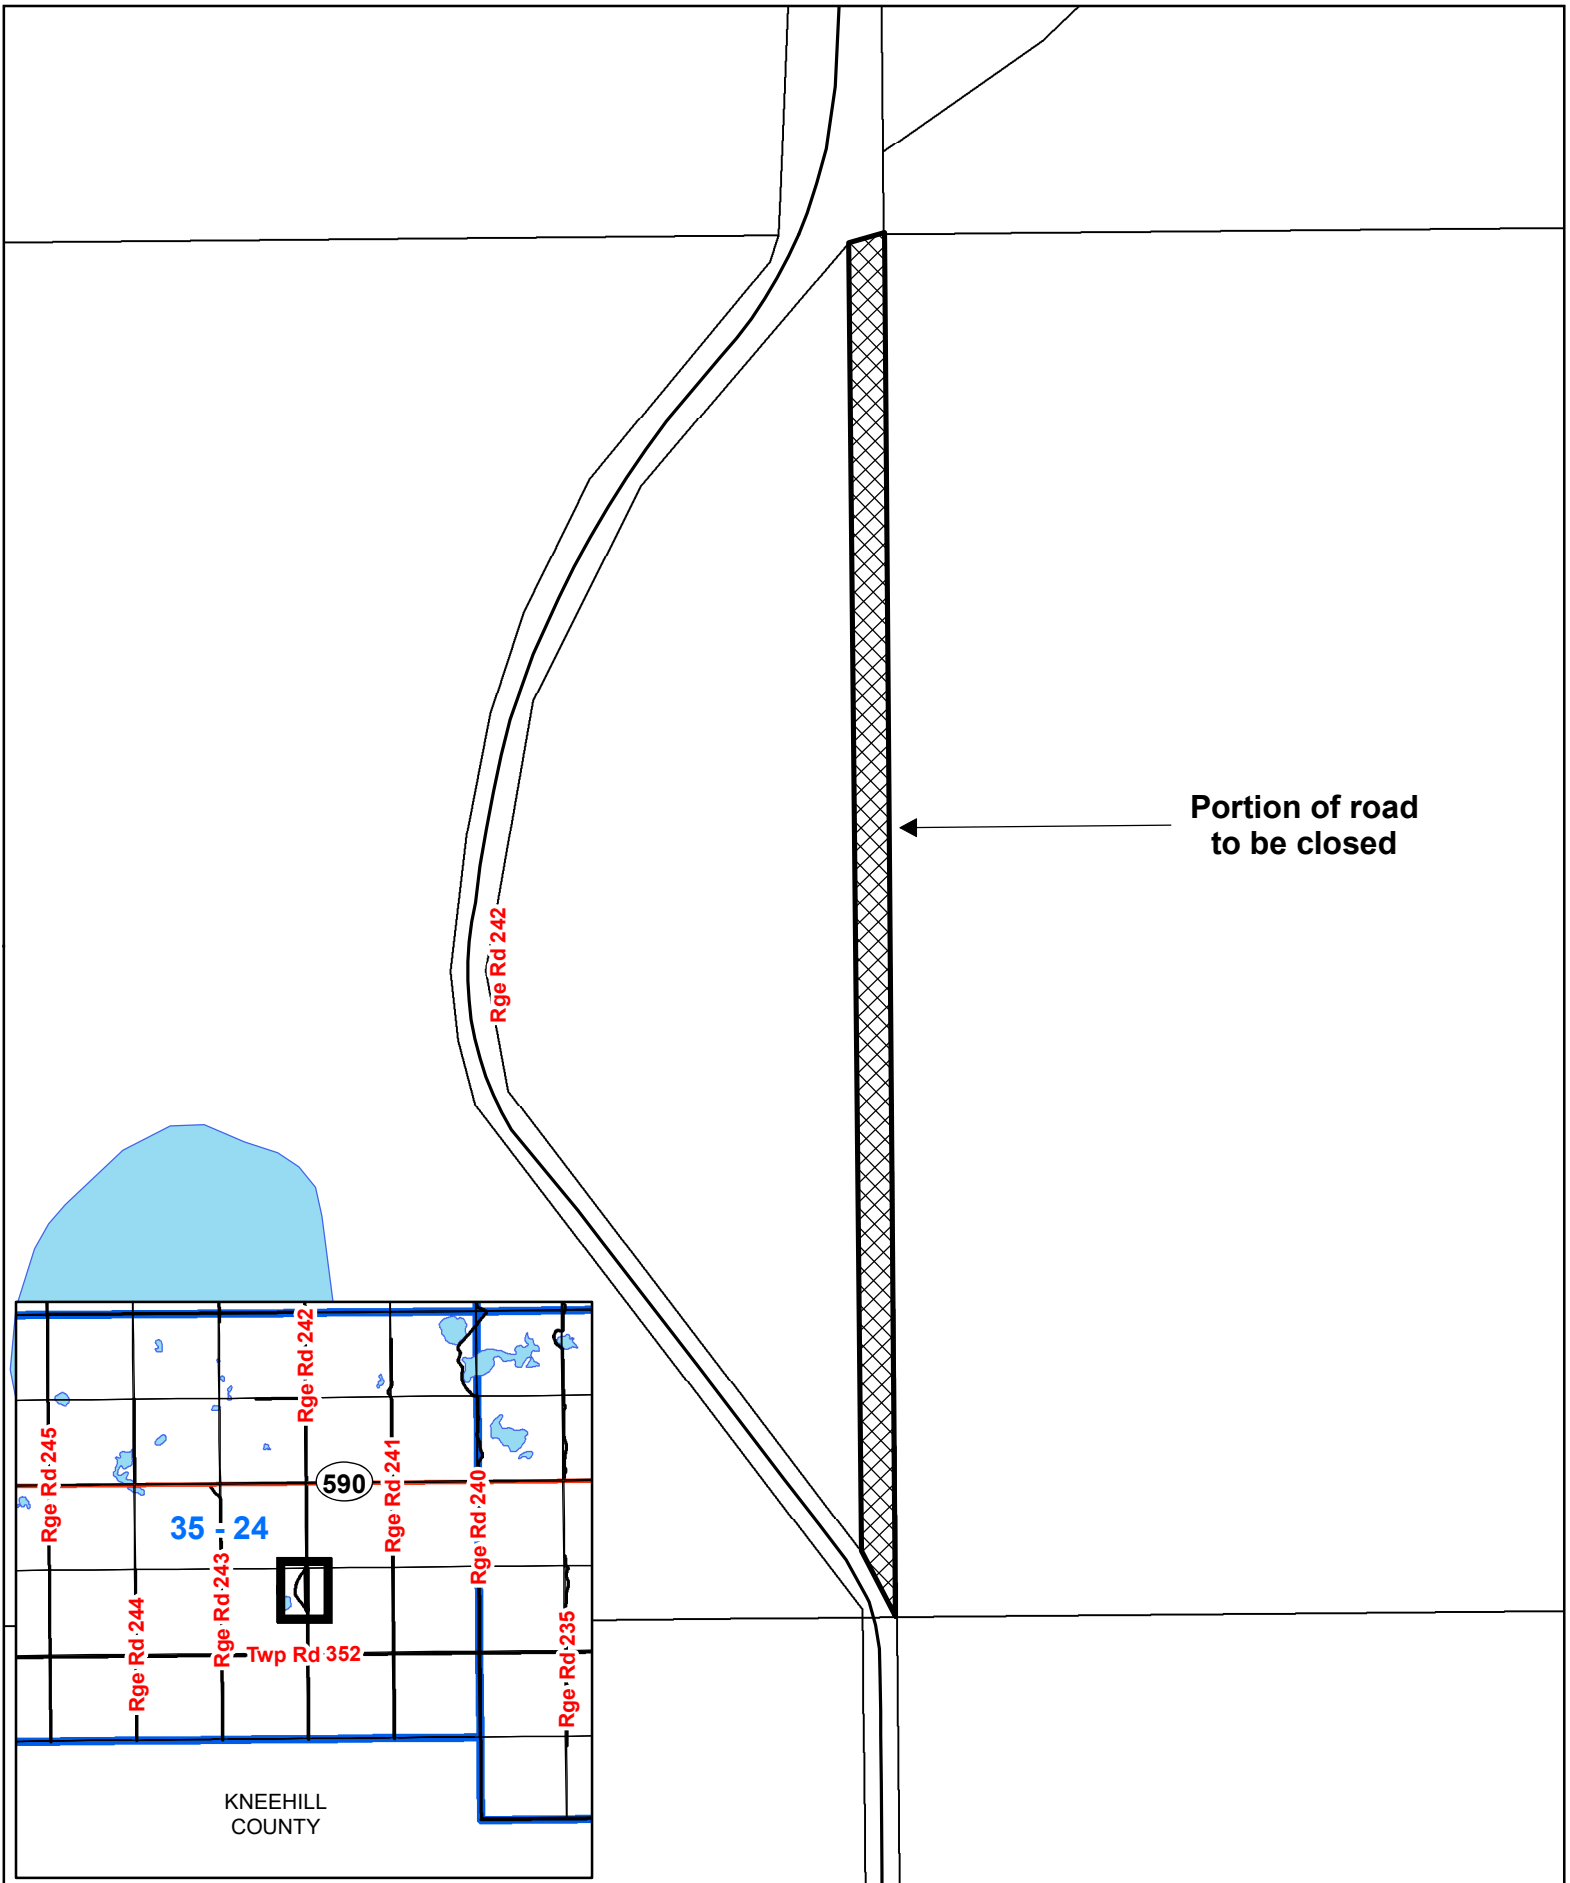 Portion of road
to be closed
Rge Rd 242
Rge Rd 242
Rge Rd 245
Rge Rd 241
590
Rge Rd 240
35 - 24
Rge Rd 243
Rge Rd 244
Rge Rd 235
Twp Rd 352
KNEEHILL
COUNTY